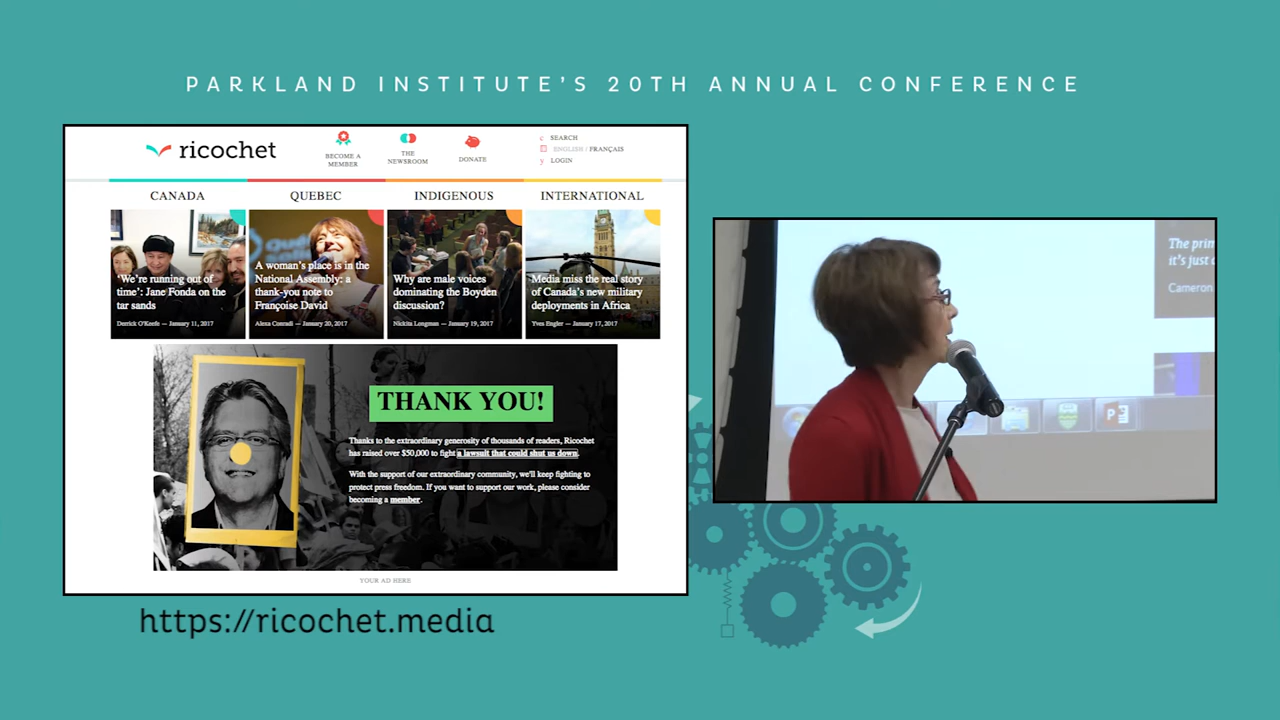 PARKLAND INSTITUTE'S 20TH ANNUAL CONFERENCE
ricochet
BECOME A
MEMBER
THE
NEWSROOM
DONATE
SEARCH
ENGLISH / FRANÇAIS
LOGIN
CANADA
QUEBEC
INDIGENOUS
INTERNATIONAL
'We're running out of
time': Jane Fonda on the
tar sands
Derrick O'Keefe — January 11, 2017
A woman's place is in the
National Assembly: a
thank-you note to
Françoise David
Alexa Conradi — January 20, 2017
Why are male voices
dominating the Boyden
discussion?
Nickita Longman — January 19, 2017
Media miss the real story
of Canada's new military
deployments in Africa
Yves Engler — January 17, 2017
THANK YOU!
Thanks to the extraordinary generosity of thousands of readers, Ricochet
has raised over $50,000 to fight a lawsuit that could shut us down.
With the support of our extraordinary community, we'll keep fighting to
protect press freedom. If you want to support our work, please consider
becoming a member.
YOUR AD HERE
https://ricochet.media
The prin
it's just
Cameron